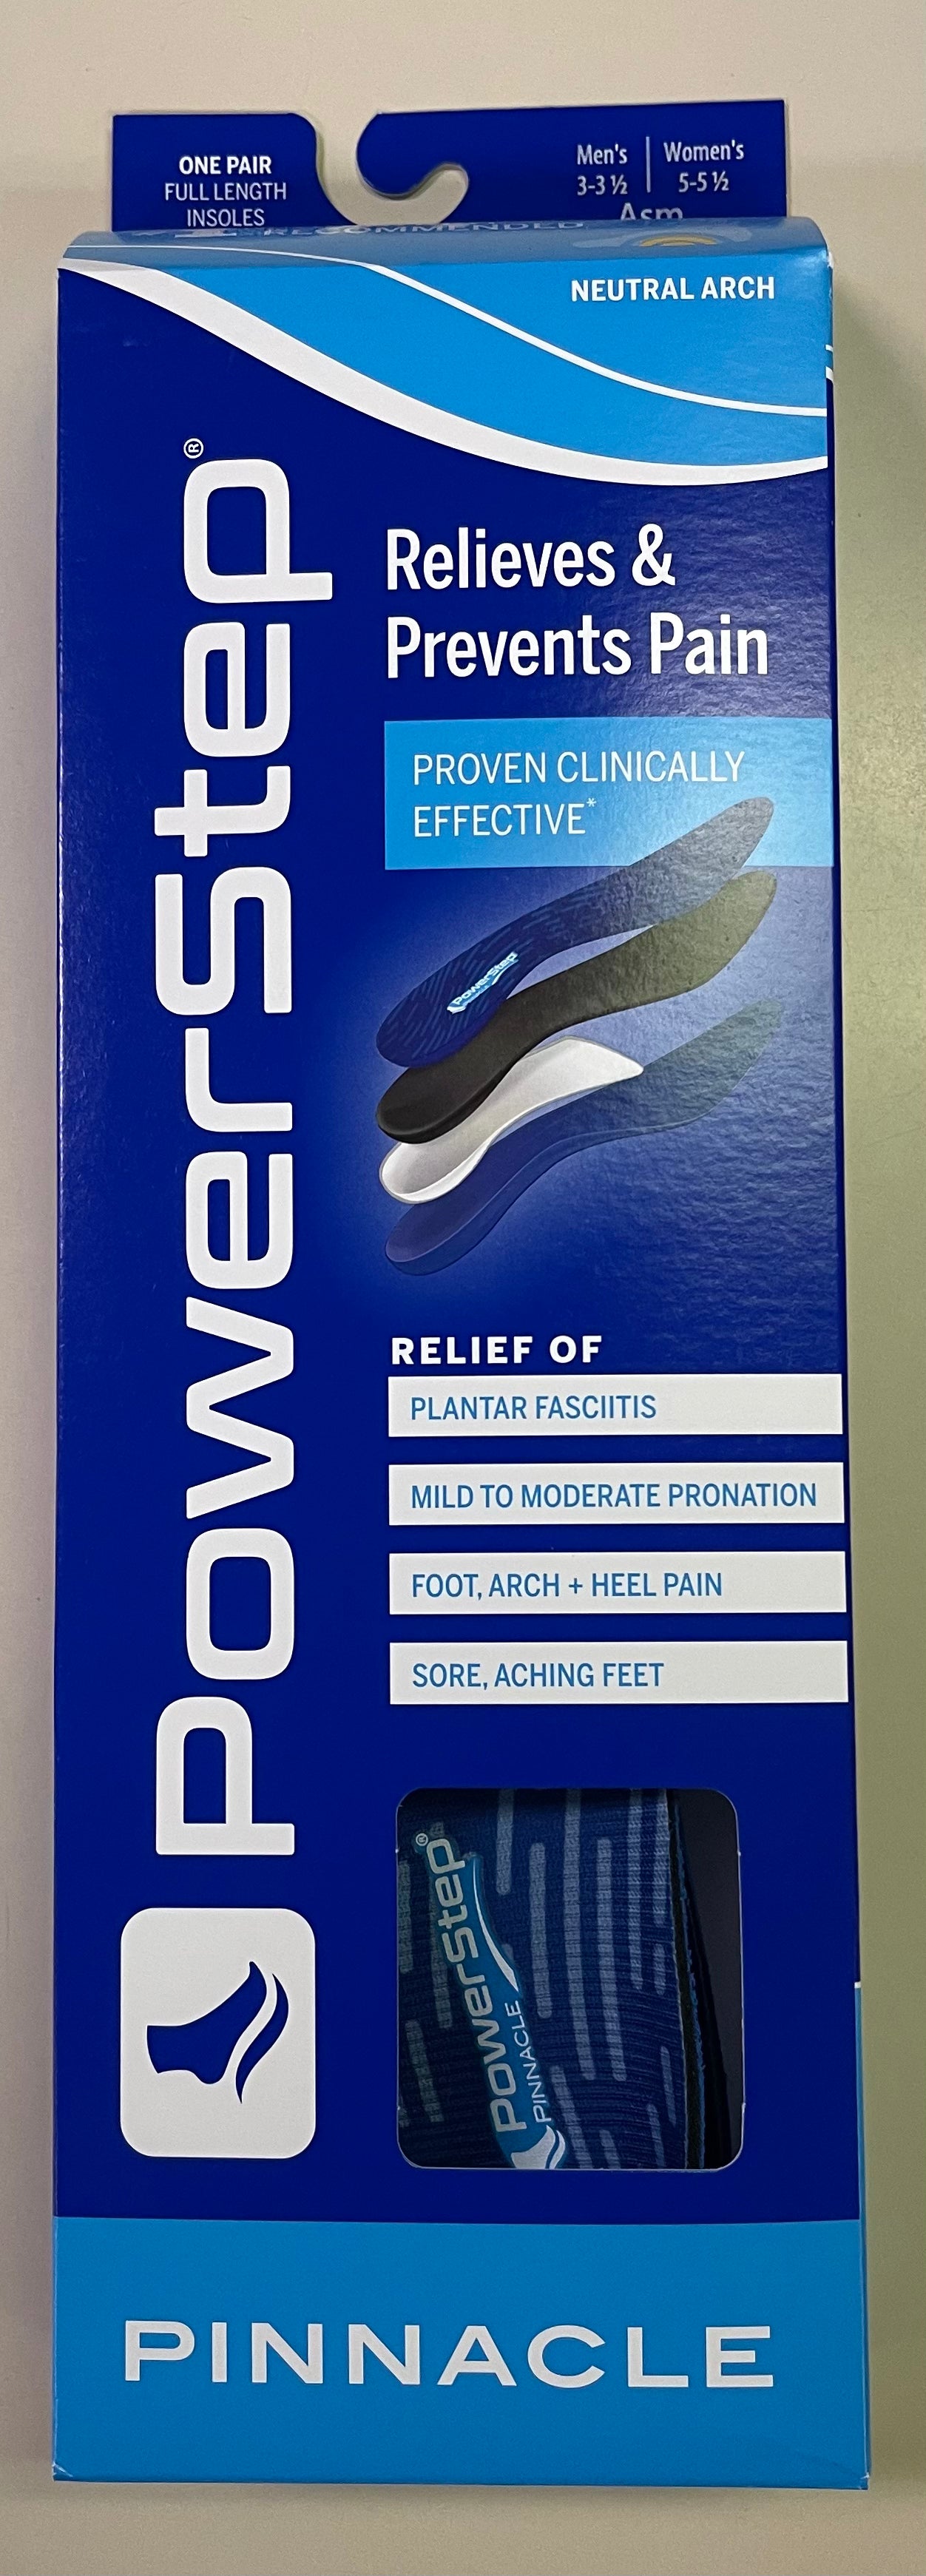 ONE PAIR
FULL LENGTH
INSOLES
Men's
3-3 ½
Women's
5-5 ½
RECOMMENDED
NEUTRAL ARCH
PowerStep®
Relieves &
Prevents Pain
PROVEN CLINICALLY
EFFECTIVE*
PowerStep
RELIEF OF
PLANTAR FASCIITIS
MILD TO MODERATE PRONATION
FOOT, ARCH + HEEL PAIN
SORE, ACHING FEET
PowerStep®
PINNACLE
PINNACLE